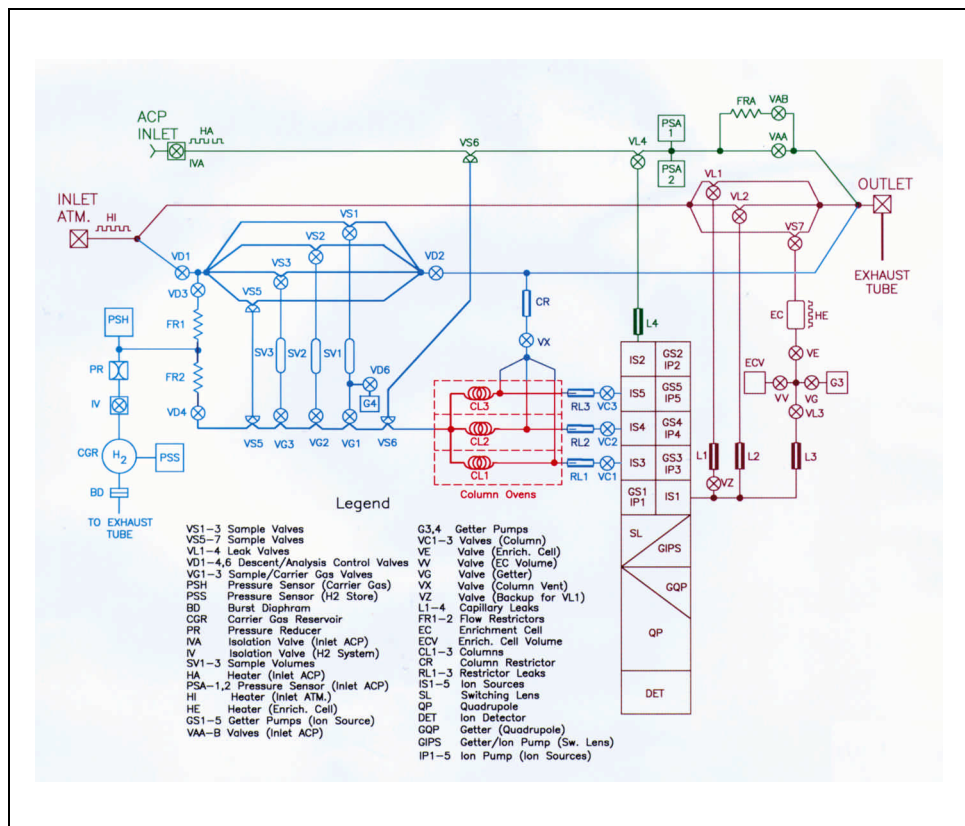 ACP
INLET
HA
IVA
VS6
VL4
PSA
1
PSA
2
FRA
VAB
VAA
INLET
ATM.
HI
VL1
VL2
VS7
OUTLET
EXHAUST
TUBE
VS1
VS2
VS3
VS5
VD1
VD2
VD3
FR1
FR2
VD4
PSH
PR
IV
CGR
H2
PSS
BD
TO EXHAUST
TUBE
SV3
SV2
SV1
VD6
G4
VS5
VG3
VG2
VG1
VS6
CR
VX
CL3
CL2
CL1
Column Ovens
RL3
VC3
RL2
VC2
RL1
VC1
L4
IS2
GS2
IP2
IS5
GS5
IP5
IS4
GS4
IP4
IS3
GS3
IP3
GS1
IP1
IS1
SL
GIPS
GQP
QP
DET
EC
HE
ECV
VE
VV
VG
G3
VL3
L1
L2
L3
VZ
Legend
VS1-3 Sample Valves
VS5-7 Sample Valves
VL1-4 Leak Valves
VD1-4,6 Descent/Analysis Control Valves
VG1-3 Sample/Carrier Gas Valves
PSH Pressure Sensor (Carrier Gas)
PSS Pressure Sensor (H2 Store)
BD Burst Diaphram
CGR Carrier Gas Reservoir
PR Pressure Reducer
IVA Isolation Valve (Inlet ACP)
IV Isolation Valve (H2 System)
SV1-3 Sample Volumes
HA Heater (Inlet ACP)
PSA-1,2 Pressure Sensor (Inlet ACP)
HI Heater (Inlet ATM.)
HE Heater (Enrich. Cell)
GS1-5 Getter Pumps (Ion Source)
VAA-B Valves (Inlet ACP)
G3,4 Getter Pumps
VC1-3 Valves (Column)
VE Valve (Enrich. Cell)
VV Valve (EC Volume)
VG Valve (Getter)
VX Valve (Column Vent)
VZ Valve (Backup for VL1)
L1-4 Capillary Leaks
FR1-2 Flow Restrictors
EC Enrichment Cell
ECV Enrich. Cell Volume
CL1-3 Columns
CR Column Restrictor
RL1-3 Restrictor Leaks
IS1-5 Ion Sources
SL Switching Lens
QP Quadrupole
DET Ion Detector
GQP Getter (Quadrupole)
GIPS Getter/Ion Pump (Sw. Lens)
IP1-5 Ion Pump (Ion Sources)